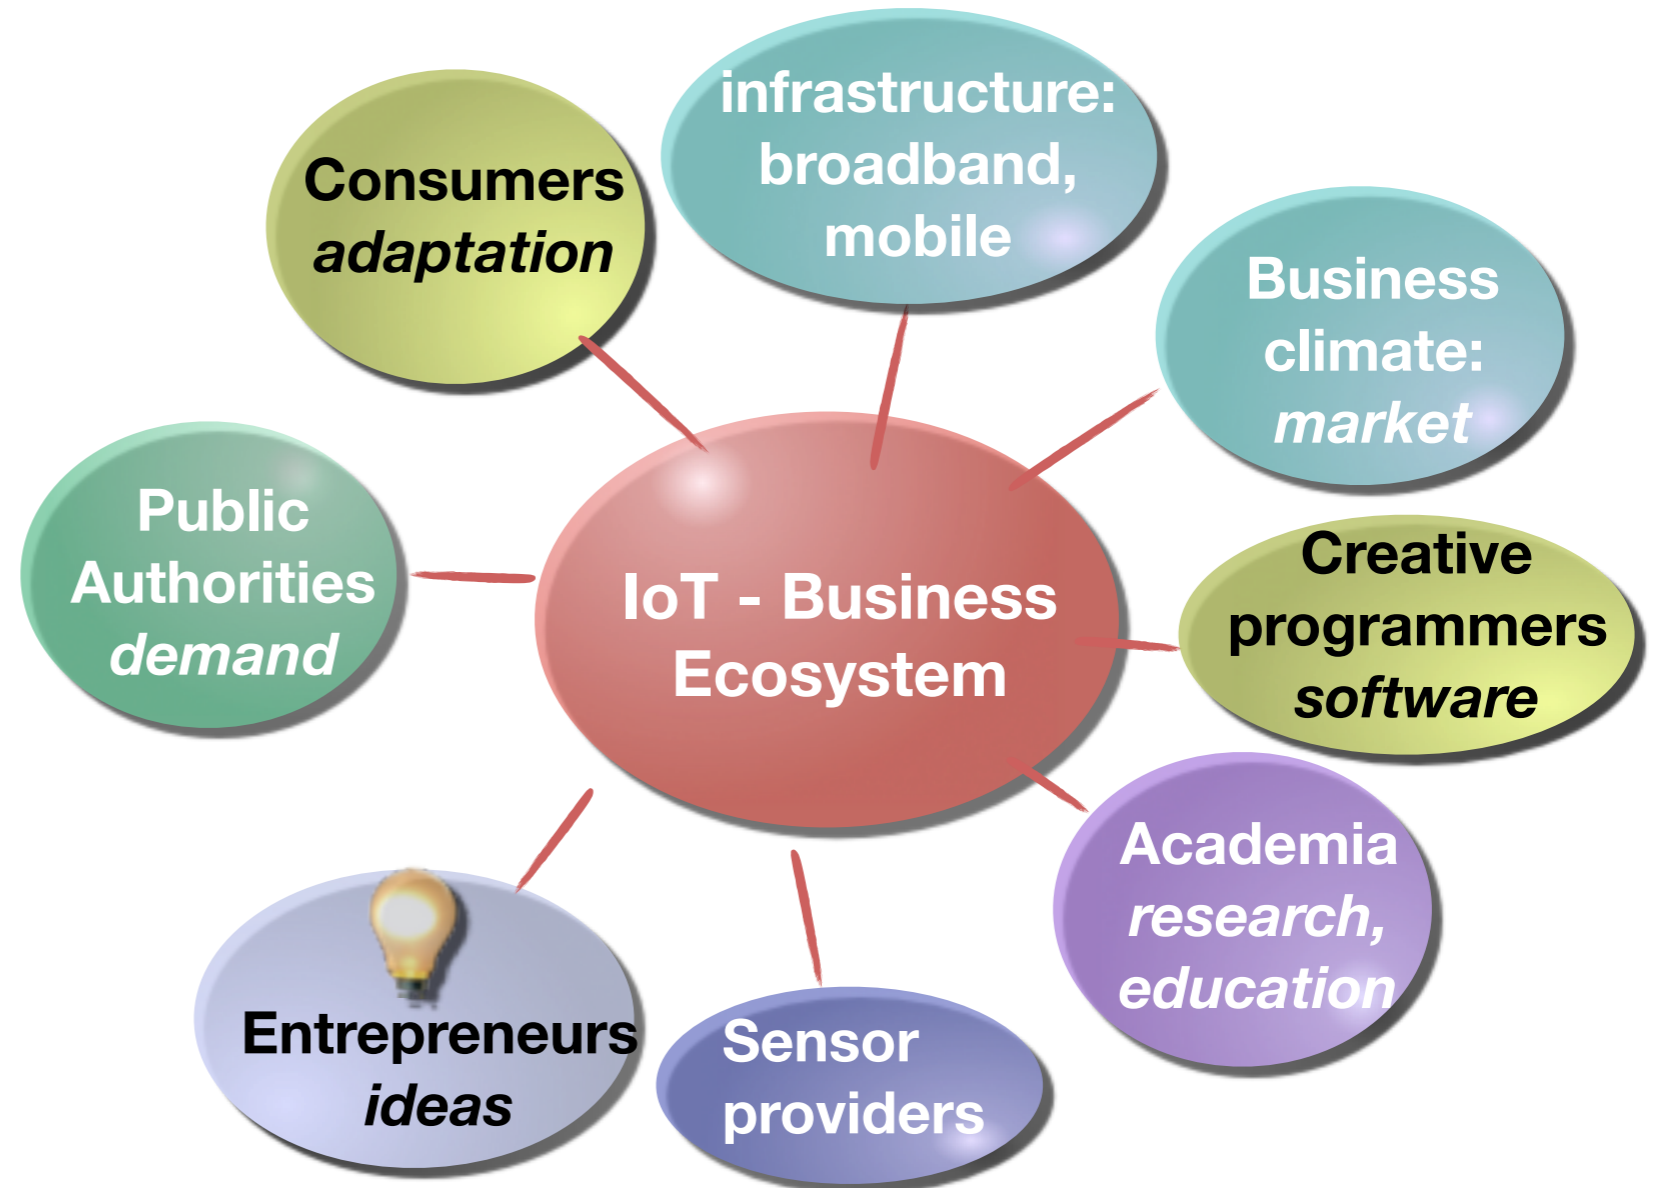 infrastructure:
broadband,
mobile
Consumers
adaptation
Business
climate:
market
Public
Authorities
demand
IoT - Business
Ecosystem
Creative
programmers
software
Academia
research,
education
Entrepreneurs
ideas
Sensor
providers